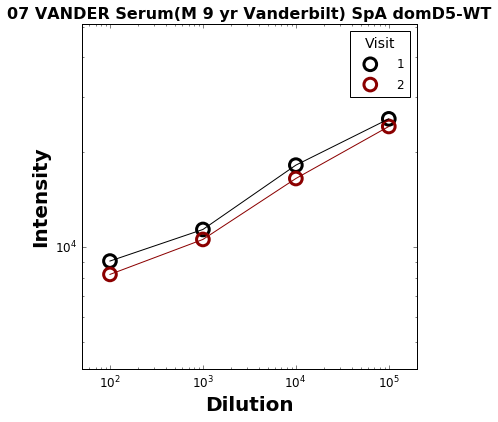 07 VANDER Serum(M 9 yr Vanderbilt) SpA domD5-WT
Visit
1
2
Intensity
10⁴
10² 10³ 10⁴ 10⁵
Dilution